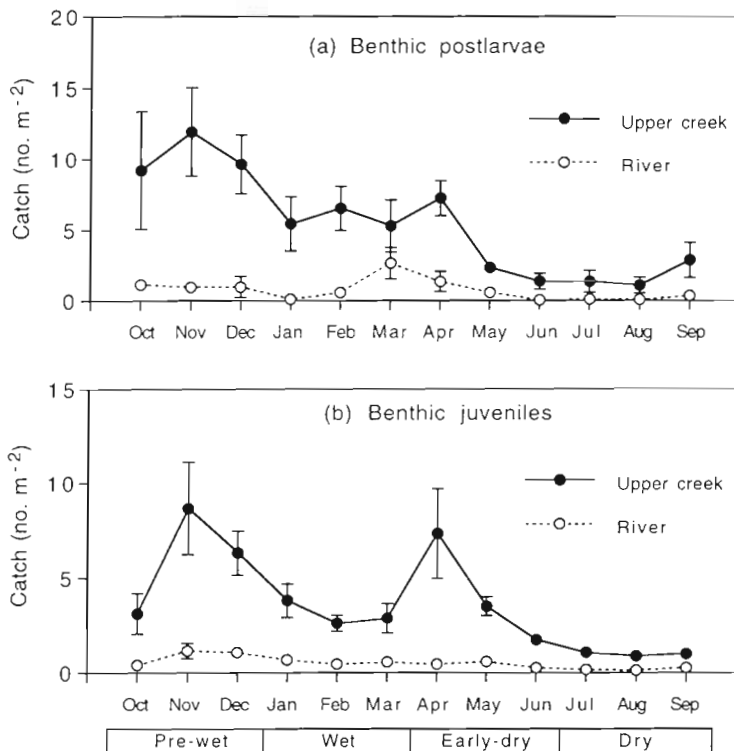 20
(a) Benthic postlarvae
15
Upper creek
10
River
5
0
Catch (no. m⁻²)
Oct Nov Dec Jan Feb Mar Apr May Jun Jul Aug Sep
15
(b) Benthic juveniles
10
Upper creek
River
5
0
Catch (no. m⁻²)
Oct Nov Dec Jan Feb Mar Apr May Jun Jul Aug Sep
Pre-wet Wet Early-dry Dry